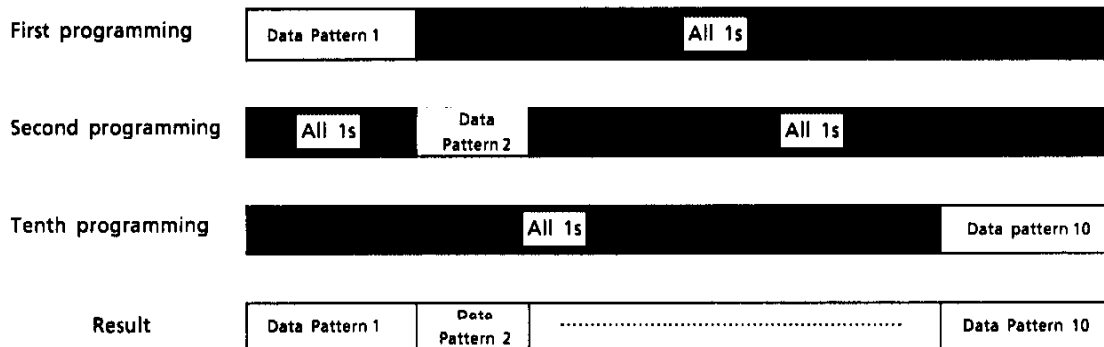 First programming
Data Pattern 1
All 1s
Second programming
All 1s
Data
Pattern 2
All 1s
Tenth programming
All 1s
Data pattern 10
Result
Data Pattern 1
Data
Pattern 2
Data Pattern 10